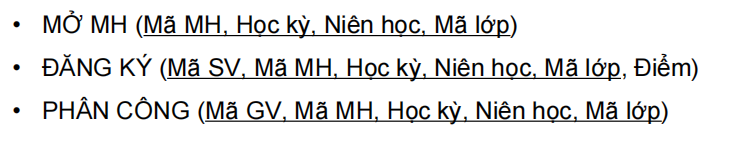 • MỞ MH (Mã MH, Học kỳ, Niên học, Mã lớp)
• ĐĂNG KÝ (Mã SV, Mã MH, Học kỳ, Niên học, Mã lớp, Điểm)
• PHÂN CÔNG (Mã GV, Mã MH, Học kỳ, Niên học, Mã lớp)